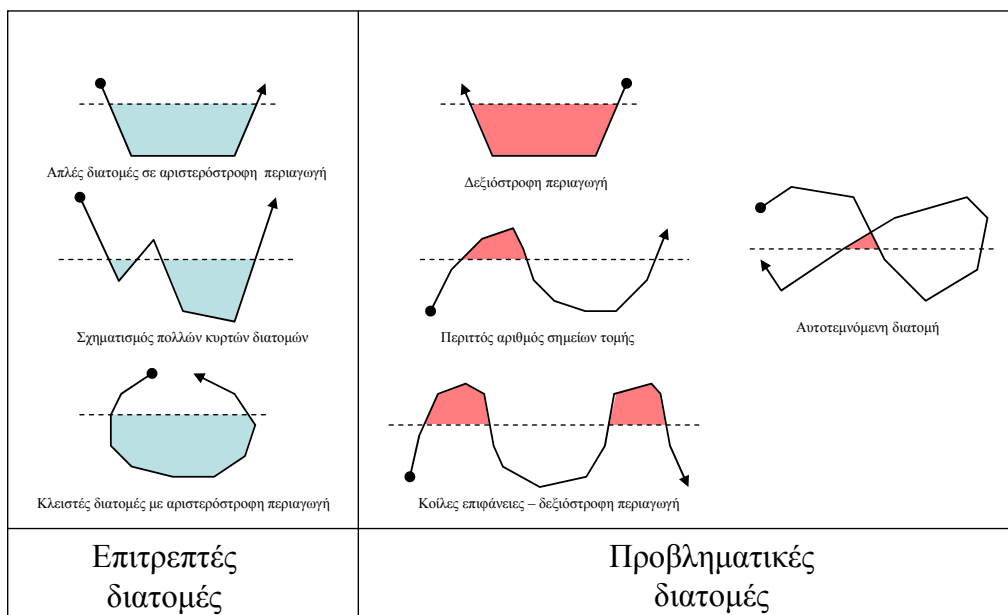 Απλές διατομές σε αριστερόστροφη περιαγωγή
Σχηματισμός πολλών κυρτών διατομών
Κλειστές διατομές με αριστερόστροφη περιαγωγή
Δεξιόστροφη περιαγωγή
Περιττός αριθμός σημείων τομής
Αυτοτεμνόμενη διατομή
Κοίλες επιφάνειες – δεξιόστροφη περιαγωγή
Επιτρεπτές
διατομές
Προβληματικές
διατομές